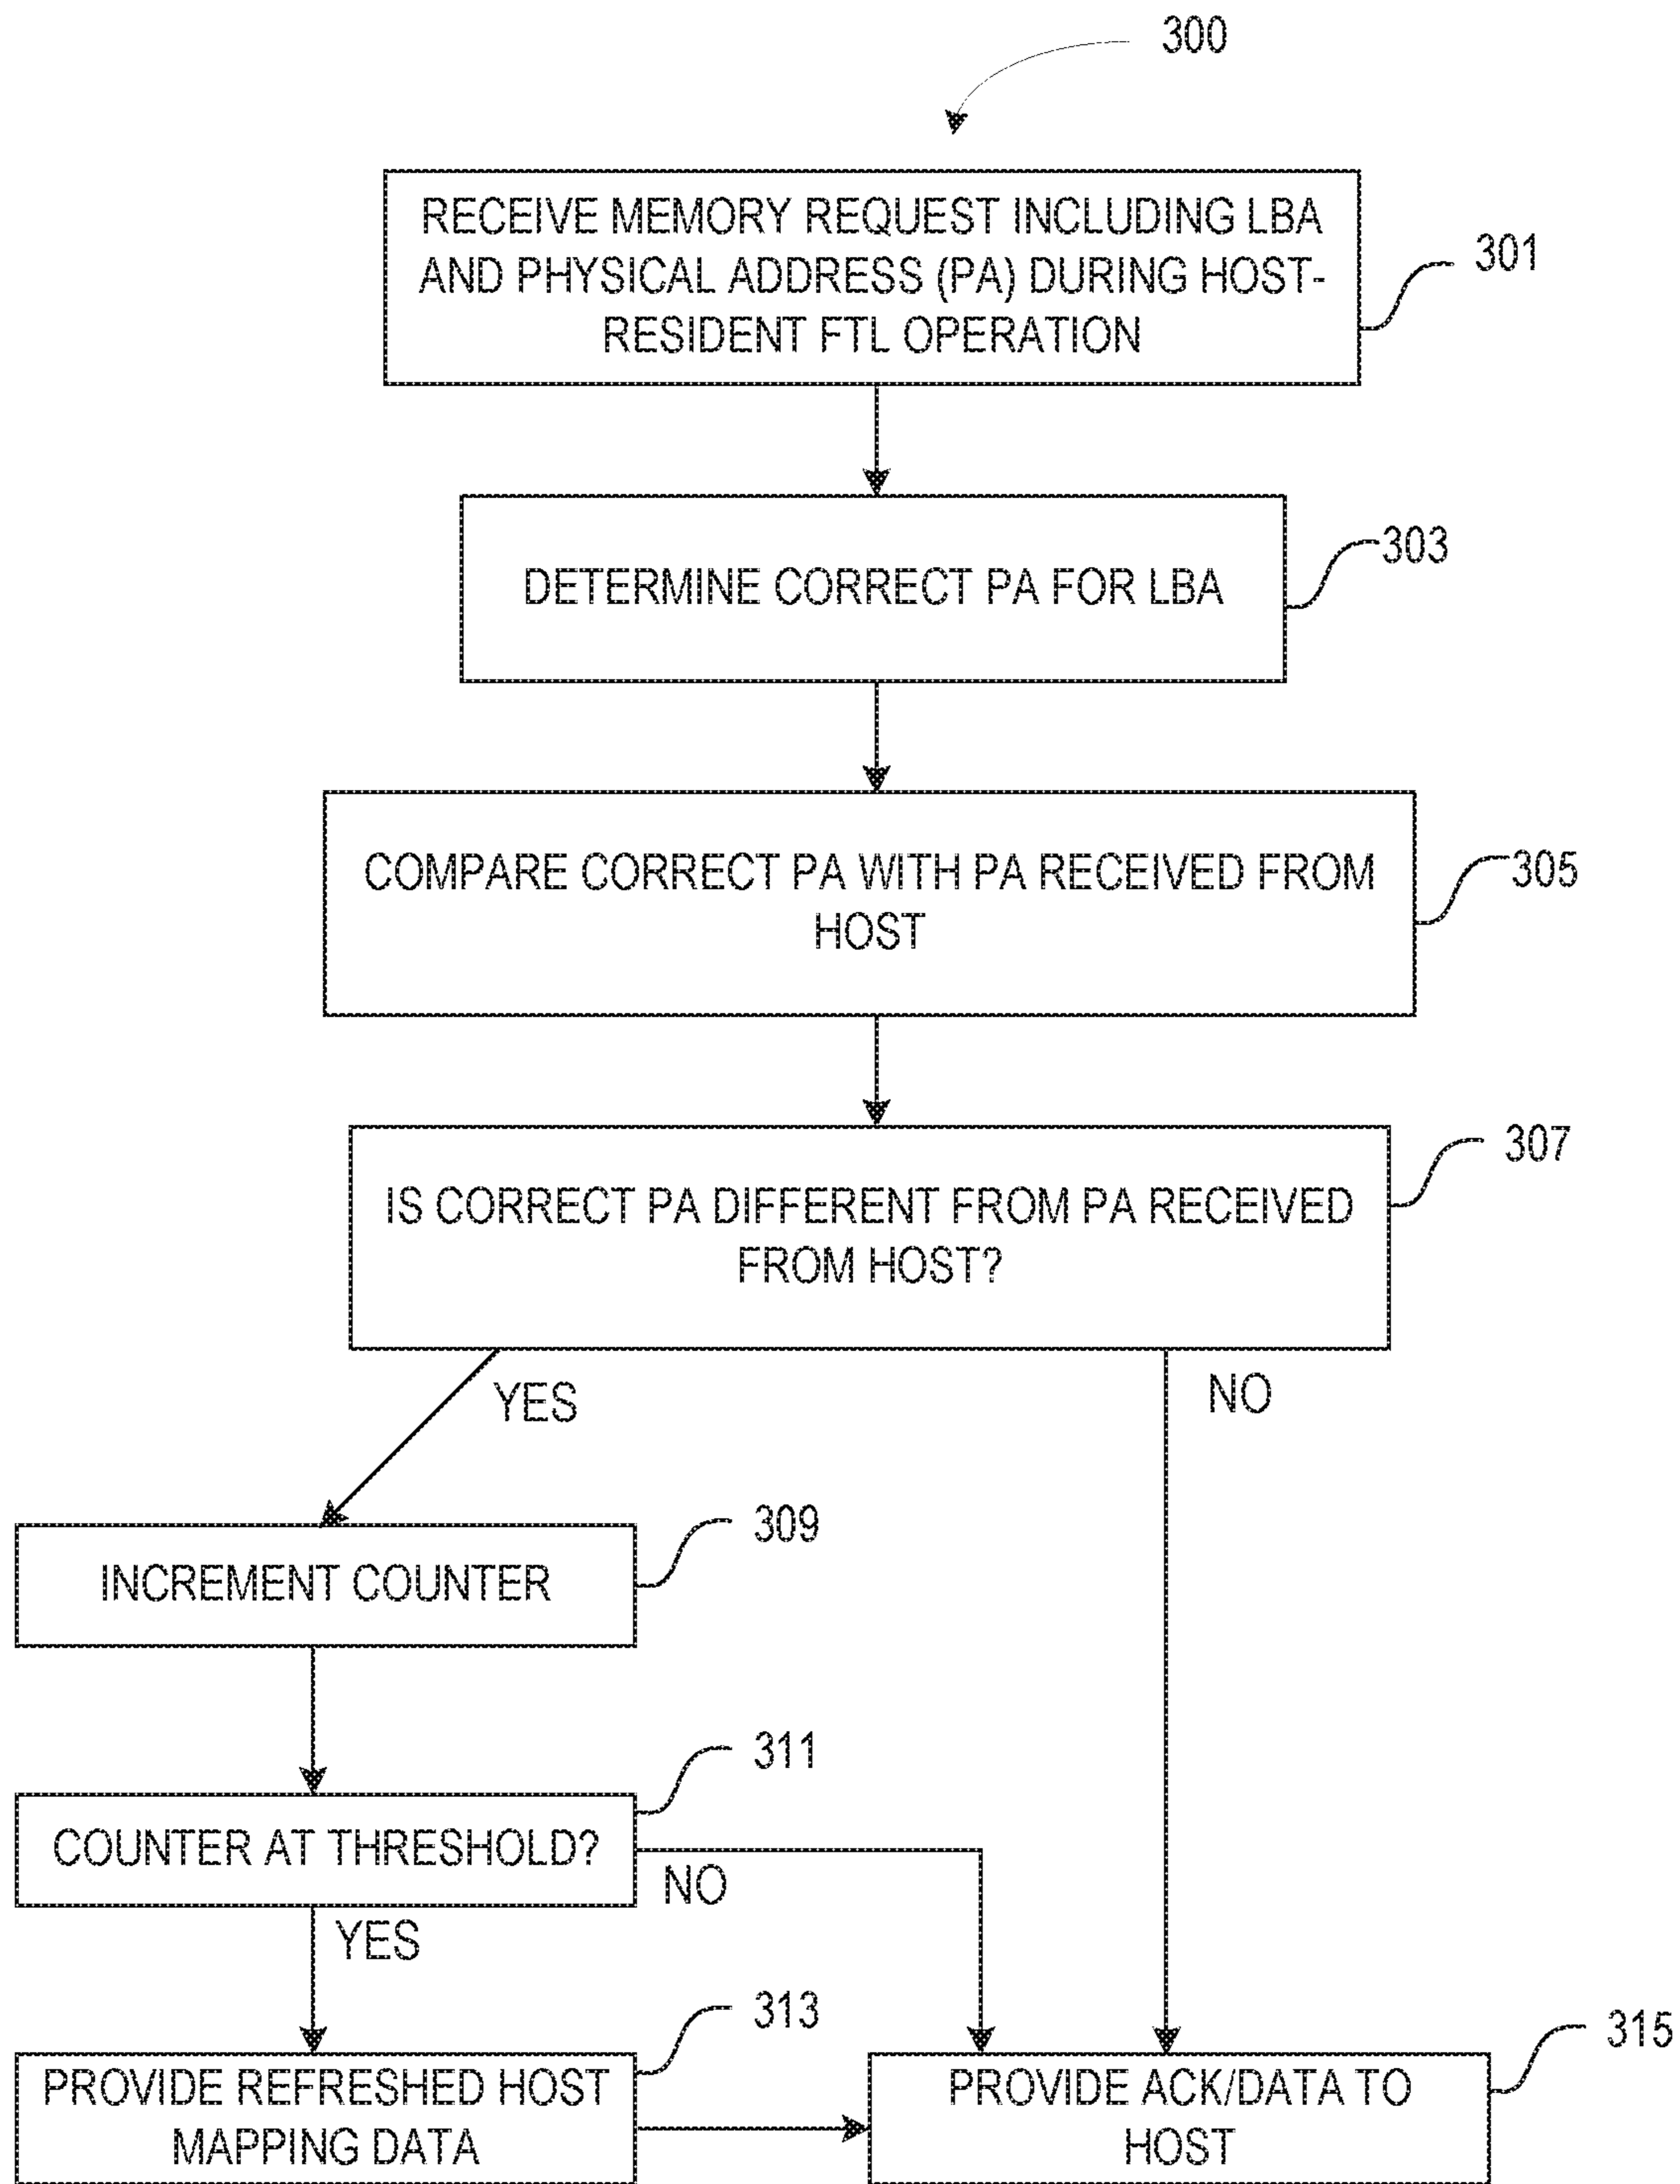 300
RECEIVE MEMORY REQUEST INCLUDING LBA
AND PHYSICAL ADDRESS (PA) DURING HOST-
RESIDENT FTL OPERATION
301
DETERMINE CORRECT PA FOR LBA
303
COMPARE CORRECT PA WITH PA RECEIVED FROM
HOST
305
IS CORRECT PA DIFFERENT FROM PA RECEIVED
FROM HOST?
307
YES
NO
INCREMENT COUNTER
309
COUNTER AT THRESHOLD?
311
NO
YES
PROVIDE REFRESHED HOST
MAPPING DATA
313
PROVIDE ACK/DATA TO
HOST
315